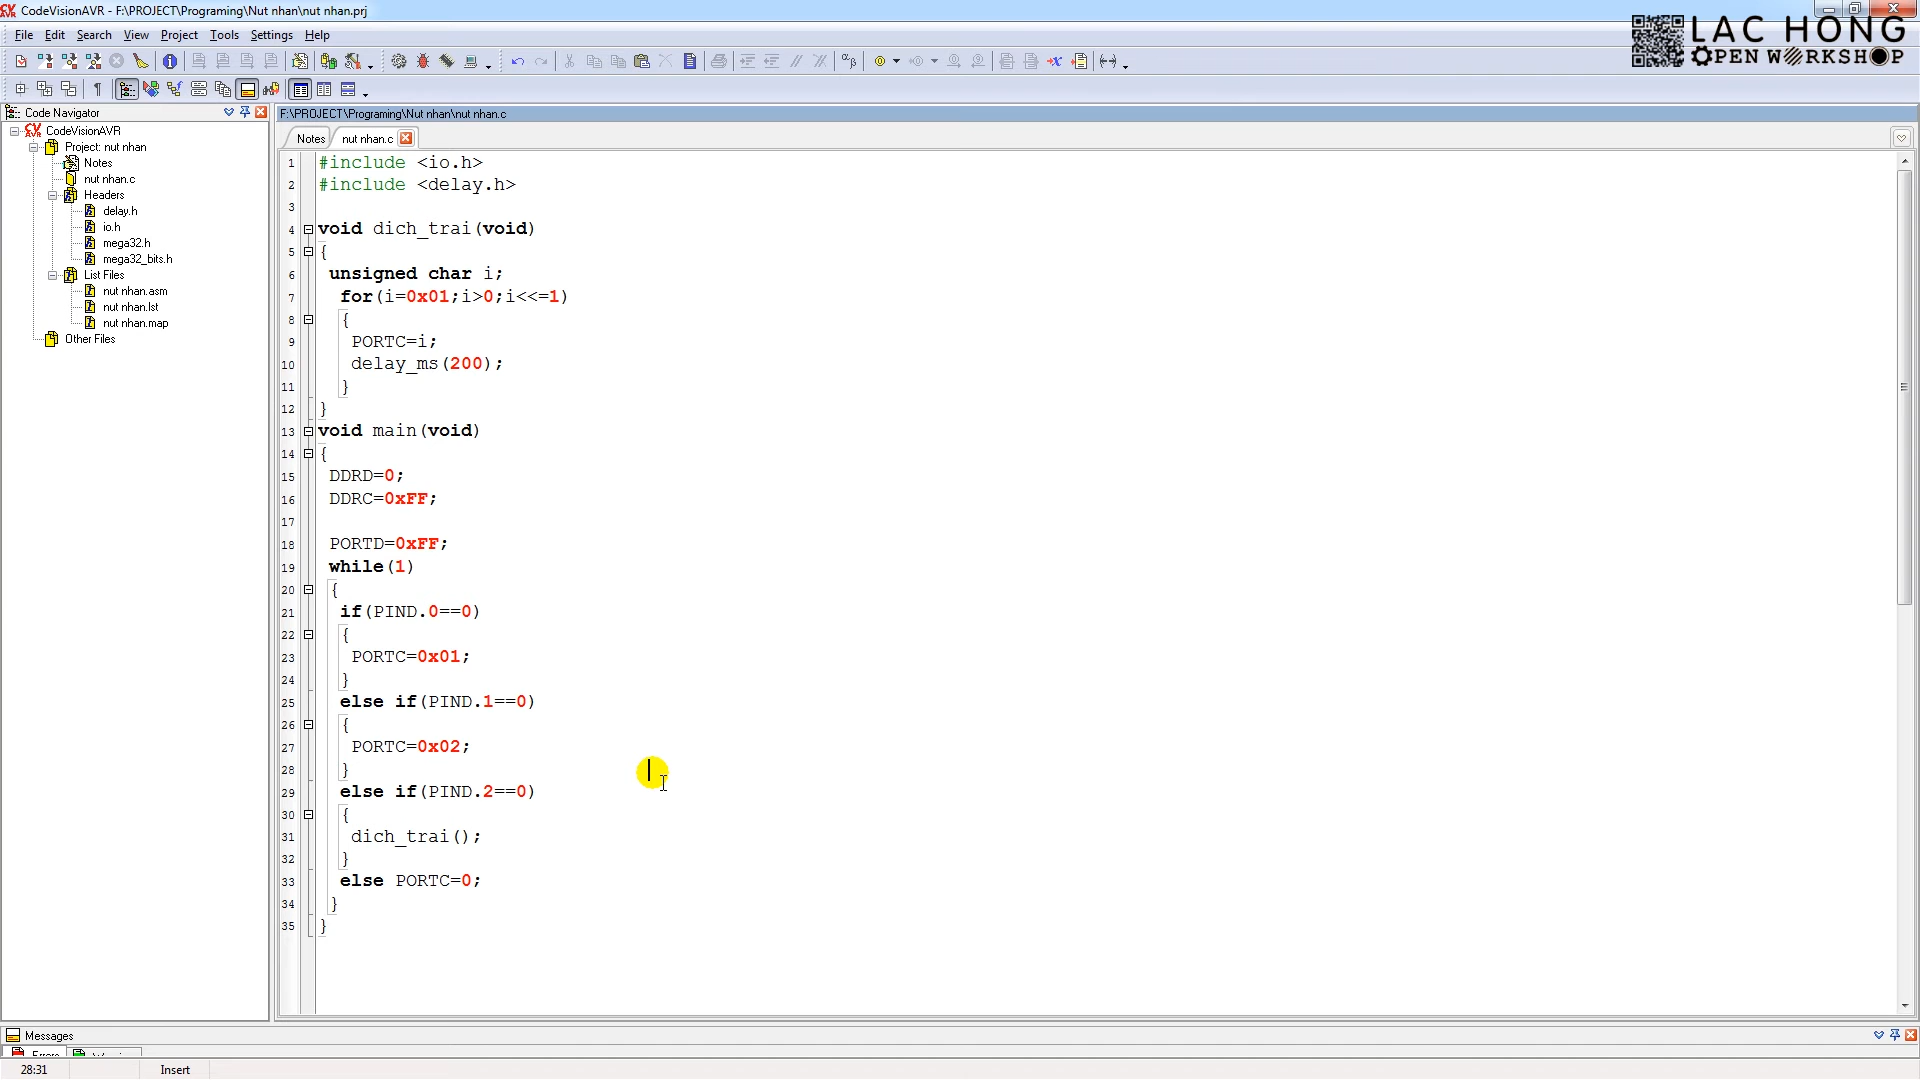 CodeVisionAVR - F:\PROJECT\Programing\Nut nhan\nut nhan.prj
File Edit Search View Project Tools Settings Help
LAC HONG
OPEN WORKSHOP
Code Navigator
CodeVisionAVR
Project: nut nhan
Notes
nut nhan.c
Headers
delay.h
io.h
mega32.h
mega32_bits.h
List Files
nut nhan.asm
nut nhan.lst
nut nhan.map
Other Files
F:\PROJECT\Programing\Nut nhan\nut nhan.c
Notes nut nhan.c
1 #include <io.h>
2 #include <delay.h>
3
4 void dich_trai(void)
5 {
6 unsigned char i;
7 for(i=0x01;i>0;i<<=1)
8 {
9 PORTC=i;
10 delay_ms(200);
11 }
12 }
13 void main(void)
14 {
15 DDRD=0;
16 DDRC=0xFF;
17
18 PORTD=0xFF;
19 while(1)
20 {
21 if(PIND.0==0)
22 {
23 PORTC=0x01;
24 }
25 else if(PIND.1==0)
26 {
27 PORTC=0x02;
28 }
29 else if(PIND.2==0)
30 {
31 dich_trai();
32 }
33 else PORTC=0;
34 }
35 }
Messages
28:31 Insert